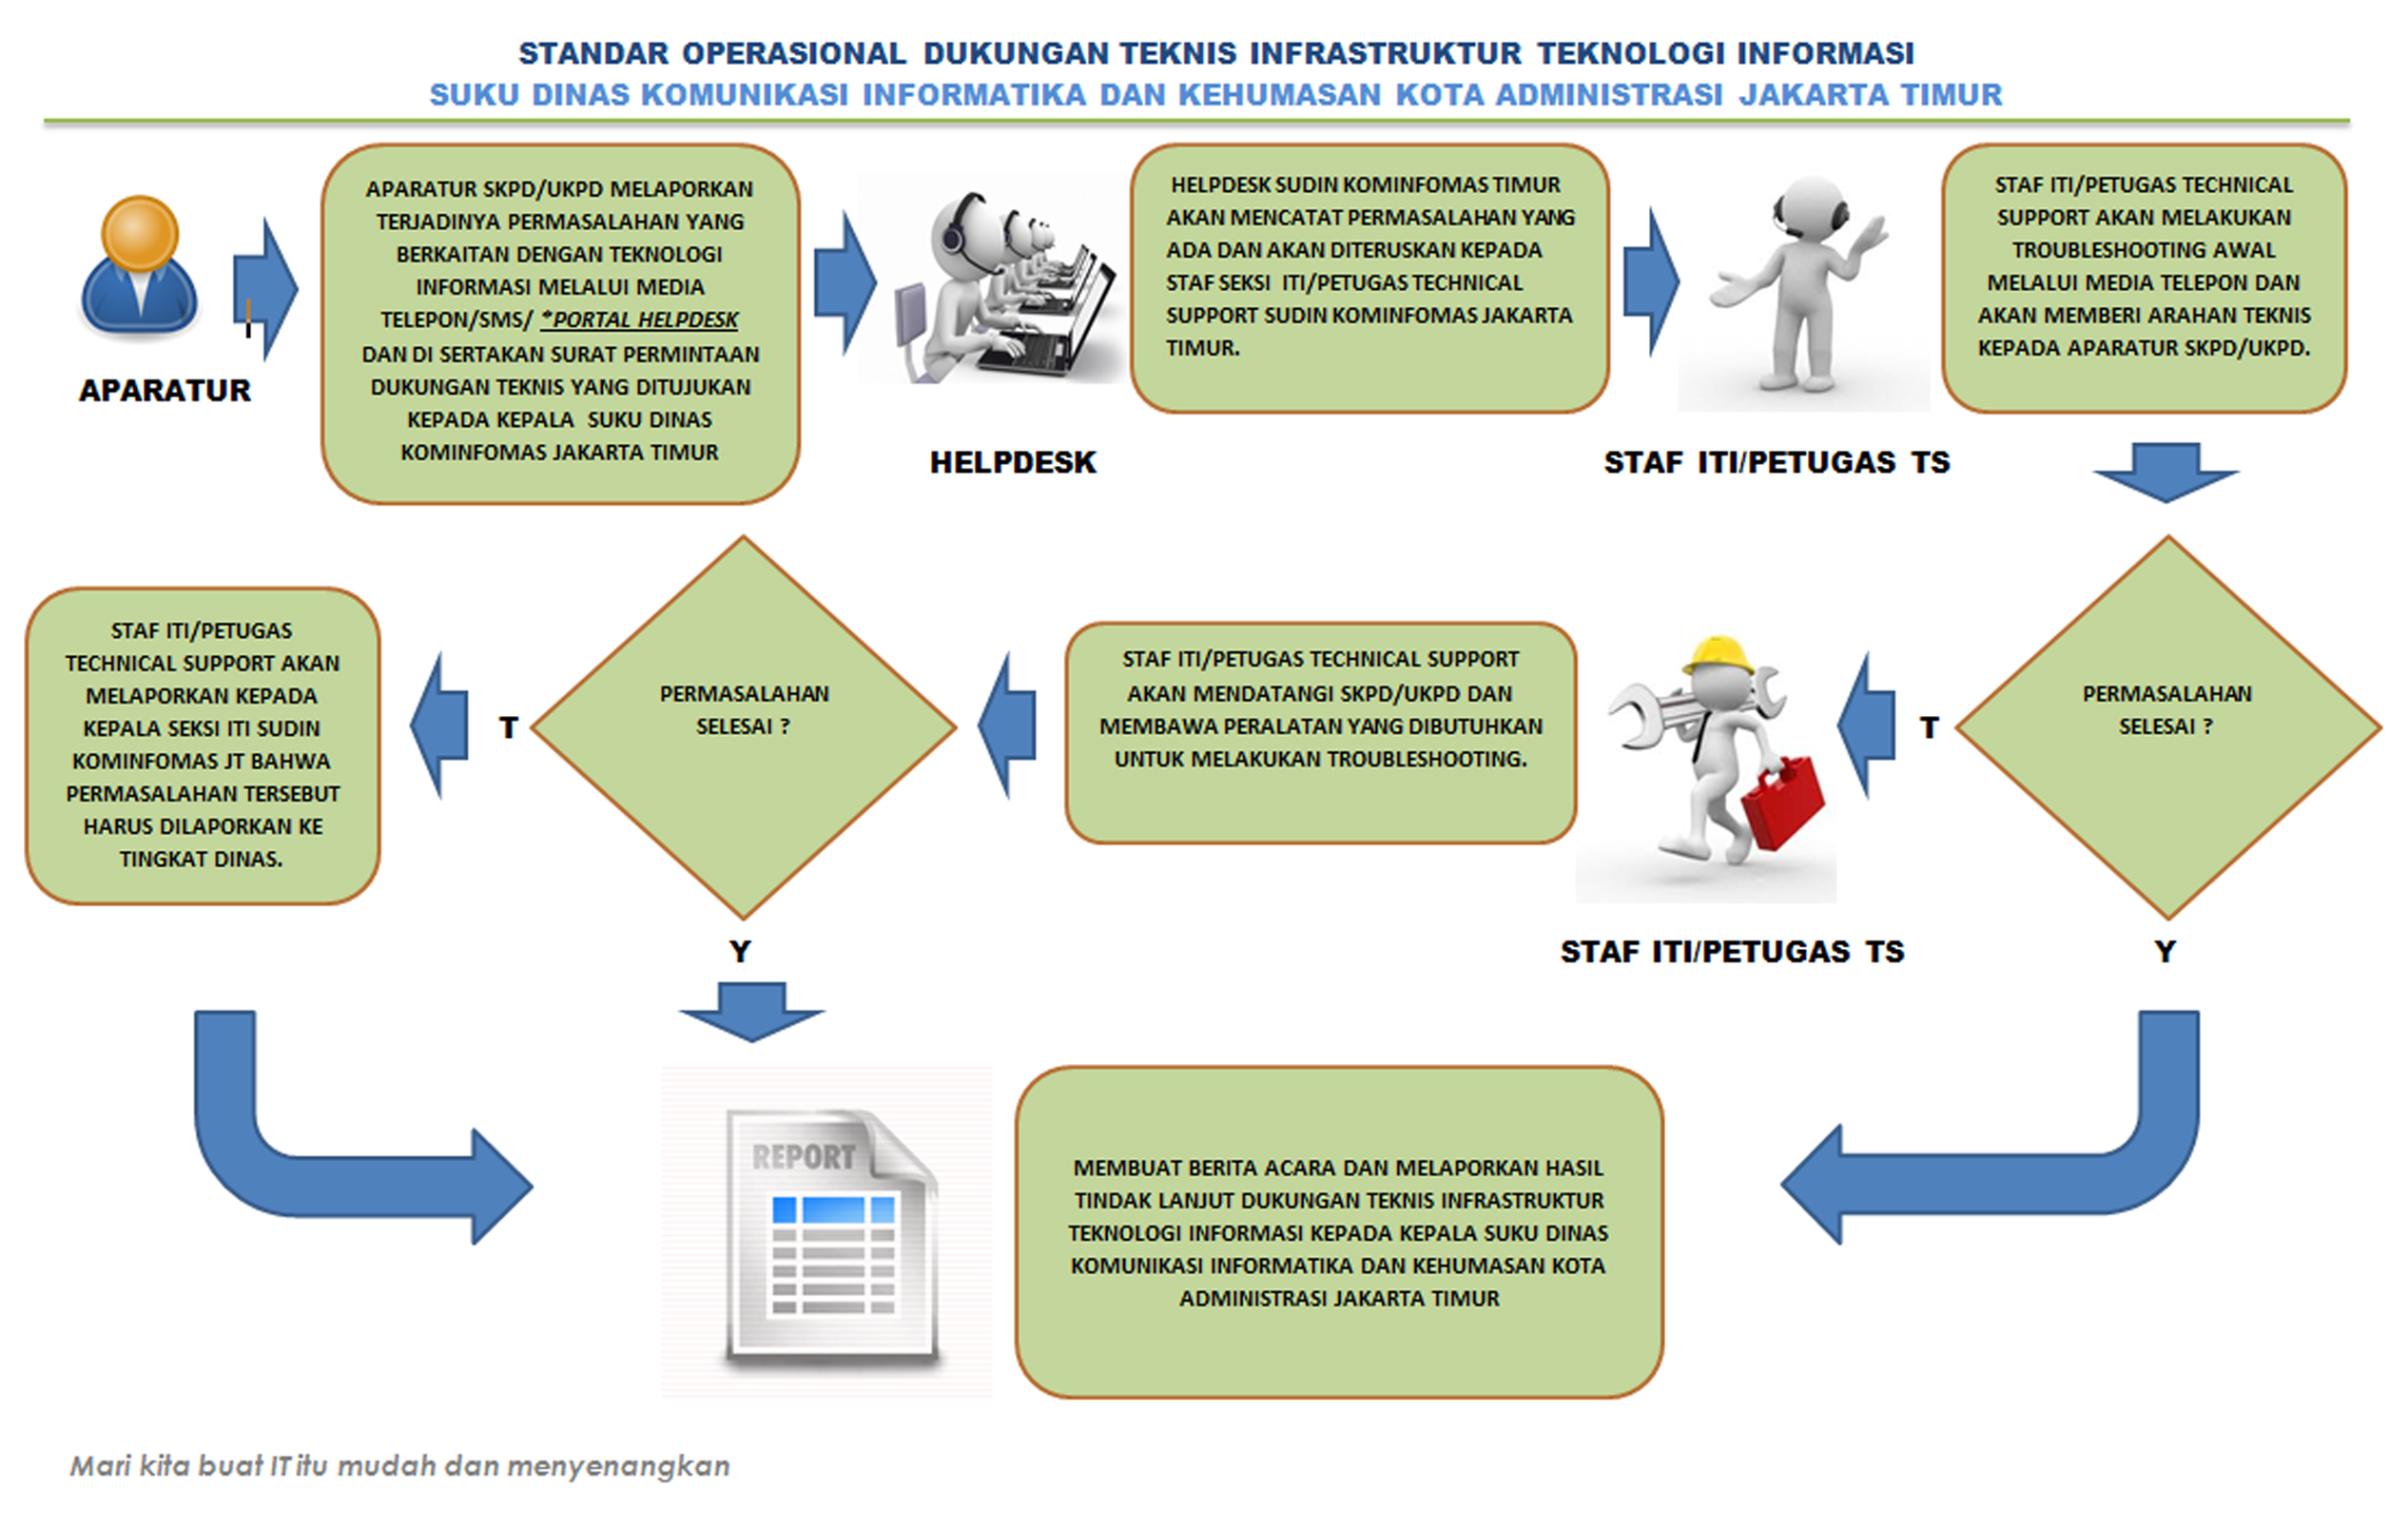 STANDAR OPERASIONAL DUKUNGAN TEKNIS INFRASTRUKTUR TEKNOLOGI INFORMASI
SUKU DINAS KOMUNIKASI INFORMATIKA DAN KEHUMASAN KOTA ADMINISTRASI JAKARTA TIMUR
APARATUR
APARATUR SKPD/UKPD MELAPORKAN
TERJADINYA PERMASALAHAN YANG
BERKAITAN DENGAN TEKNOLOGI
INFORMASI MELALUI MEDIA
TELEPON/SMS/ *PORTAL HELPDESK
DAN DI SERTAKAN SURAT PERMINTAAN
DUKUNGAN TEKNIS YANG DITUJUKAN
KEPADA KEPALA SUKU DINAS
KOMINFOMAS JAKARTA TIMUR
HELPDESK
HELPDESK SUDIN KOMINFOMAS TIMUR
AKAN MENCATAT PERMASALAHAN YANG
ADA DAN AKAN DITERUSKAN KEPADA
STAF SEKSI ITI/PETUGAS TECHNICAL
SUPPORT SUDIN KOMINFOMAS JAKARTA
TIMUR.
STAF ITI/PETUGAS TS
STAF ITI/PETUGAS TECHNICAL
SUPPORT AKAN MELAKUKAN
TROUBLESHOOTING AWAL
MELALUI MEDIA TELEPON DAN
AKAN MEMBERI ARAHAN TEKNIS
KEPADA APARATUR SKPD/UKPD.
PERMASALAHAN
SELESAI ?
T
Y
STAF ITI/PETUGAS TS
STAF ITI/PETUGAS TECHNICAL SUPPORT
AKAN MENDATANGI SKPD/UKPD DAN
MEMBAWA PERALATAN YANG DIBUTUHKAN
UNTUK MELAKUKAN TROUBLESHOOTING.
PERMASALAHAN
SELESAI ?
T
Y
STAF ITI/PETUGAS
TECHNICAL SUPPORT AKAN
MELAPORKAN KEPADA
KEPALA SEKSI ITI SUDIN
KOMINFOMAS JT BAHWA
PERMASALAHAN TERSEBUT
HARUS DILAPORKAN KE
TINGKAT DINAS.
REPORT
MEMBUAT BERITA ACARA DAN MELAPORKAN HASIL
TINDAK LANJUT DUKUNGAN TEKNIS INFRASTRUKTUR
TEKNOLOGI INFORMASI KEPADA KEPALA SUKU DINAS
KOMUNIKASI INFORMATIKA DAN KEHUMASAN KOTA
ADMINISTRASI JAKARTA TIMUR
Mari kita buat IT itu mudah dan menyenangkan